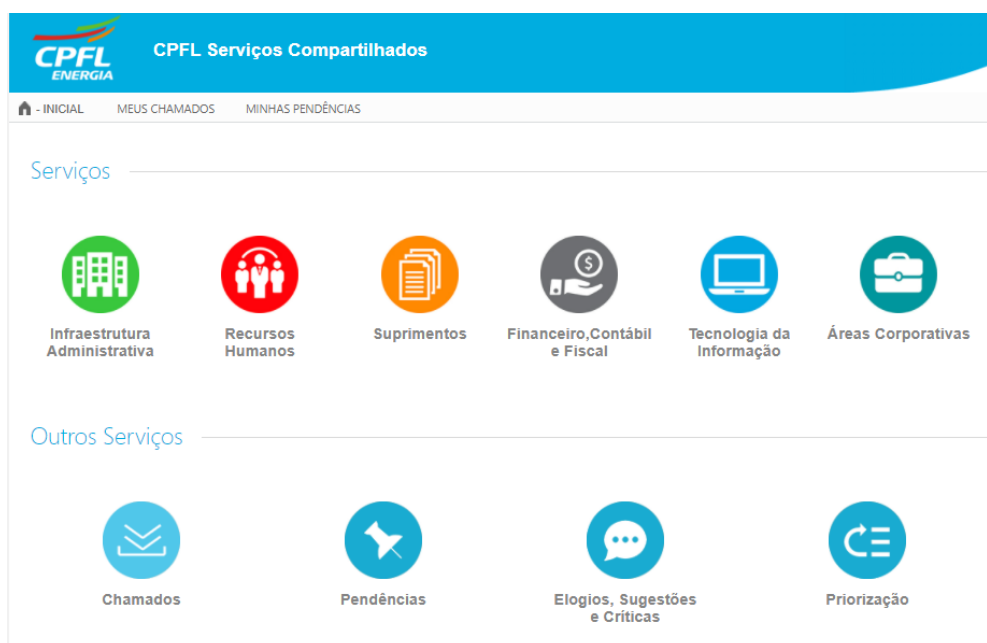 CPFL
ENERGIA
CPFL Serviços Compartilhados
- INICIAL MEUS CHAMADOS MINHAS PENDÊNCIAS
Serviços
Infraestrutura
Administrativa
Recursos
Humanos
Suprimentos
Financeiro,Contábil
e Fiscal
Tecnologia da
Informação
Áreas Corporativas
Outros Serviços
Chamados
Pendências
Elogios, Sugestões
e Críticas
Priorização